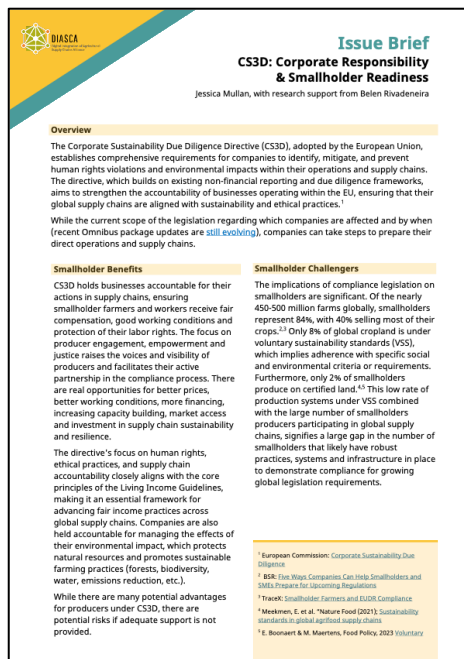 DIASCA
Issue Brief
CS3D: Corporate Responsibility
& Smallholder Readiness
Jessica Mullan, with research support from Belen Rivadeneira
Overview
The Corporate Sustainability Due Diligence Directive (CS3D), adopted by the European Union,
establishes comprehensive requirements for companies to identify, mitigate, and prevent
human rights violations and environmental impacts within their operations and supply chains.
The directive, which builds on existing non-financial reporting and due diligence frameworks,
aims to strengthen the accountability of businesses operating within the EU, ensuring that their
global supply chains are aligned with sustainability and ethical practices.¹
While the current scope of the legislation regarding which companies are affected and by when
(recent Omnibus package updates are still evolving), companies can take steps to prepare their
direct operations and supply chains.
Smallholder Benefits
CS3D holds businesses accountable for their
actions in supply chains, ensuring
smallholder farmers and workers receive fair
compensation, good working conditions and
protection of their labor rights. The focus on
producer engagement, empowerment and
justice raises the voices and visibility of
producers and facilitates their active
partnership in the compliance process. There
are real opportunities for better prices,
better working conditions, more financing,
increasing capacity building, market access
and investment in supply chain sustainability
and resilience.
The directive's focus on human rights,
ethical practices, and supply chain
accountability closely aligns with the core
principles of the Living Income Guidelines,
making it an essential framework for
advancing fair income practices across
global supply chains. Companies are also
held accountable for managing the effects of
their environmental impact, which protects
natural resources and promotes sustainable
farming practices (forests, biodiversity,
water, emissions reduction, etc.).
While there are many potential advantages
for producers under CS3D, there are
potential risks if adequate support is not
provided.
Smallholder Challengers
The implications of compliance legislation on
smallholders are significant. Of the nearly
450-500 million farms globally, smallholders
represent 84%, with 40% selling most of their
crops.²,³ Only 8% of global cropland is under
voluntary sustainability standards (VSS),
which implies adherence with specific social
and environmental criteria or requirements.
Furthermore, only 2% of smallholders
produce on certified land.⁴,⁵ This low rate of
production systems under VSS combined
with the large number of smallholders
producers participating in global supply
chains, signifies a large gap in the number of
smallholders that likely have robust
practices, systems and infrastructure in place
to demonstrate compliance for growing
global legislation requirements.
¹ European Commission: Corporate Sustainability Due
Diligence
² BSR: Five Ways Companies Can Help Smallholders and
SMEs Prepare for Upcoming Regulations
³ TraceX: Smallholder Farmers and EUDR Compliance
⁴ Meekmen, E. et al. "Nature Food (2021); Sustainability
standards in global agrifood supply chains
⁵ E. Boonaert & M. Maertens, Food Policy, 2023 Voluntary